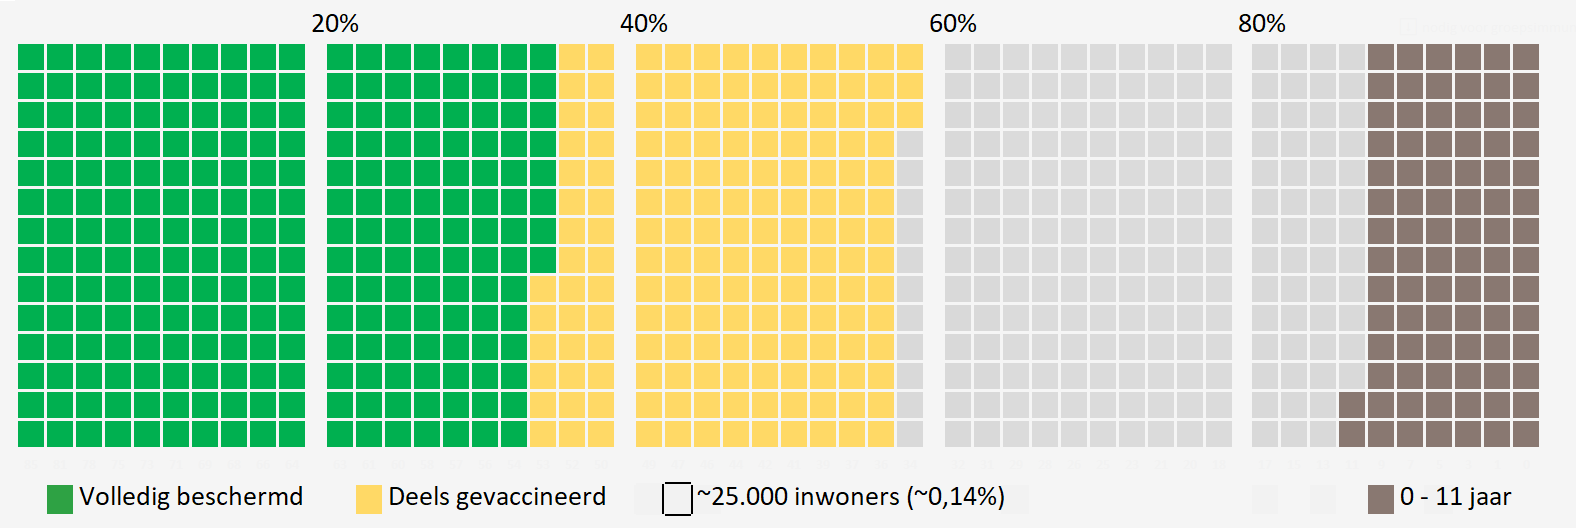 20% 40% 60% 80%
Volledig beschermd Deels gevaccineerd ~25.000 inwoners (~0,14%) 0 - 11 jaar